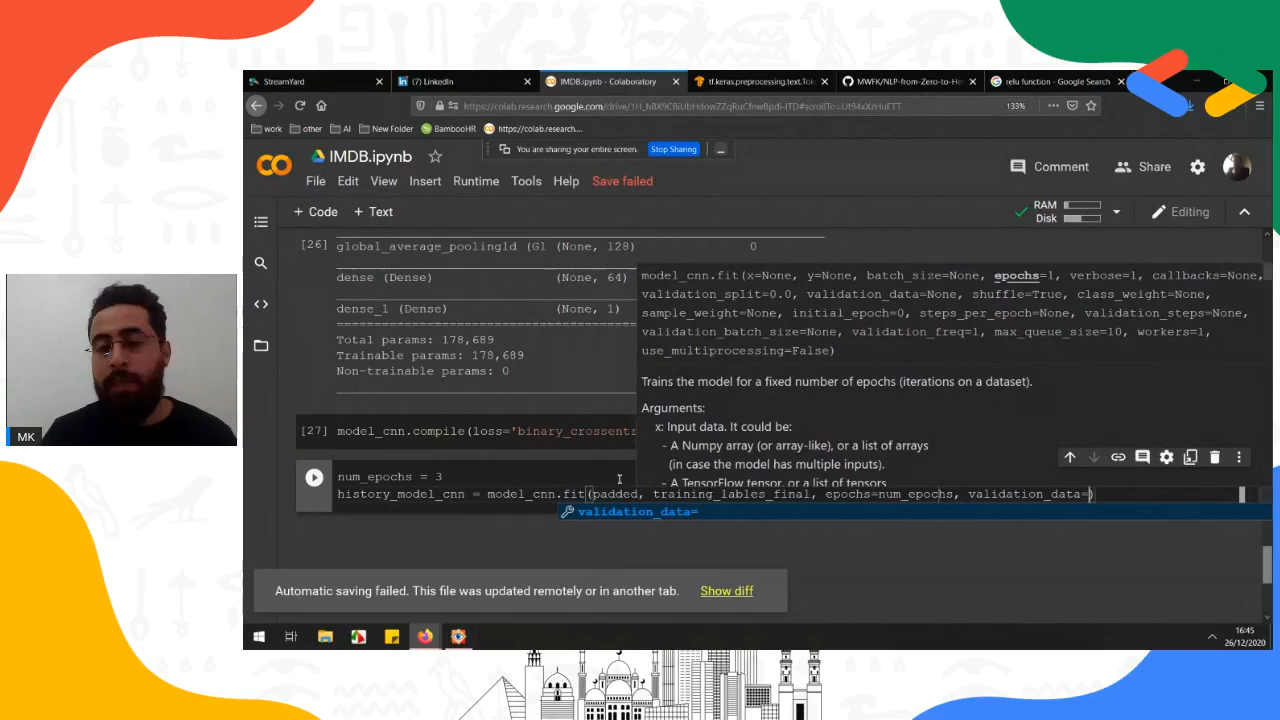 StreamYard
(7) LinkedIn
IMDB.ipynb - Colaboratory
tf.keras.preprocessing.text.Tok
MWFK/NLP-from-Zero-to-He
relu function - Google Search
133%
work
other
AI
New Folder
BambooHR
https://colab.research....
You are sharing your entire screen.
Stop Sharing
IMDB.ipynb
Comment
Share
File Edit View Insert Runtime Tools Help Save failed
+ Code + Text
RAM
Disk
Editing
[26] global_average_pooling1d (Gl (None, 128) 0
dense (Dense) (None, 64)
dense_1 (Dense) (None, 1)
Total params: 178,689
Trainable params: 178,689
Non-trainable params: 0
model_cnn.fit(x=None, y=None, batch_size=None, epochs=1, verbose=1, callbacks=None,
validation_split=0.0, validation_data=None, shuffle=True, class_weight=None,
sample_weight=None, initial_epoch=0, steps_per_epoch=None, validation_steps=None,
validation_batch_size=None, validation_freq=1, max_queue_size=10, workers=1,
use_multiprocessing=False)
Trains the model for a fixed number of epochs (iterations on a dataset).
Arguments:
x: Input data. It could be:
- A Numpy array (or array-like), or a list of arrays
(in case the model has multiple inputs).
- A TensorFlow tensor, or a list of tensors
[27] model_cnn.compile(loss='binary_crossentr
num_epochs = 3
history_model_cnn = model_cnn.fit(padded, training_lables_final, epochs=num_epochs, validation_data=)
validation_data=
Automatic saving failed. This file was updated remotely or in another tab.
Show diff
MK
16:45
26/12/2020